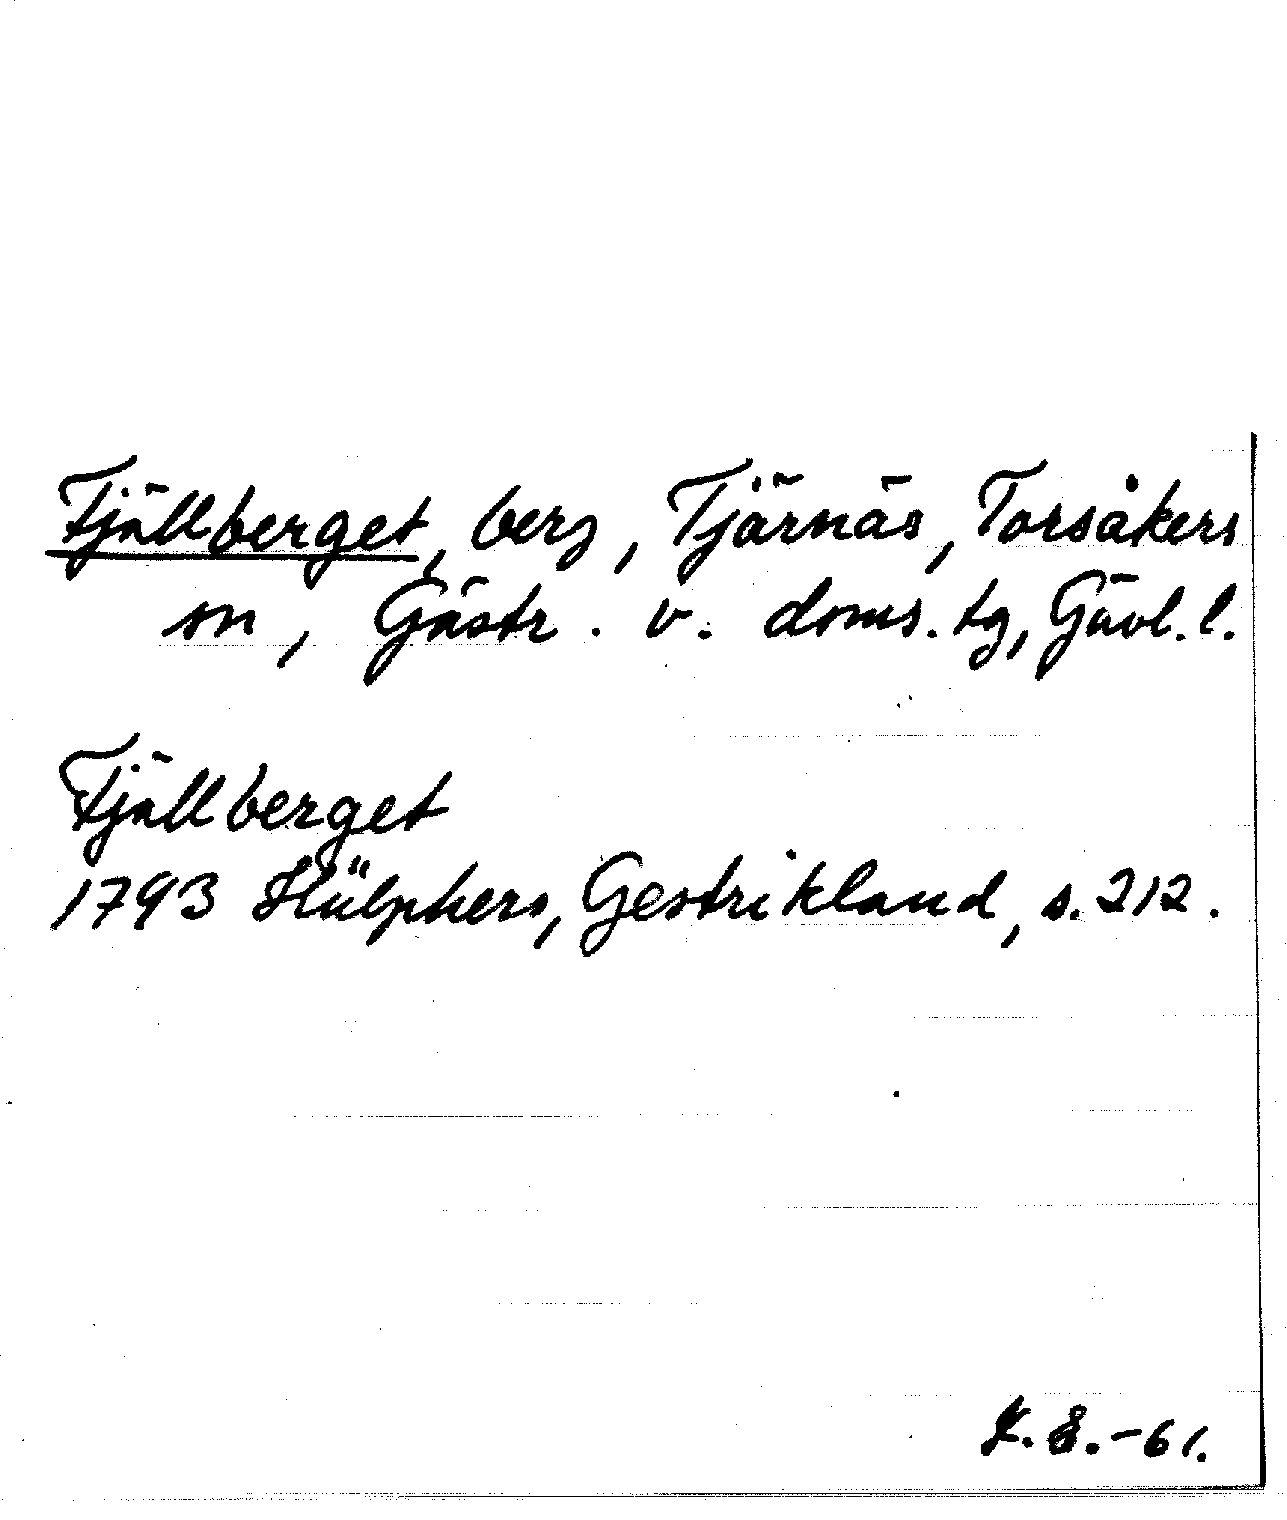 Fjällberget, berg, Tjärnäs, Torsåkers
sn, Gästr. v. doms. tg, Gävl. l.
Fjällberget
1793 Hülphers, Gestrikland, s. 212.
-61.